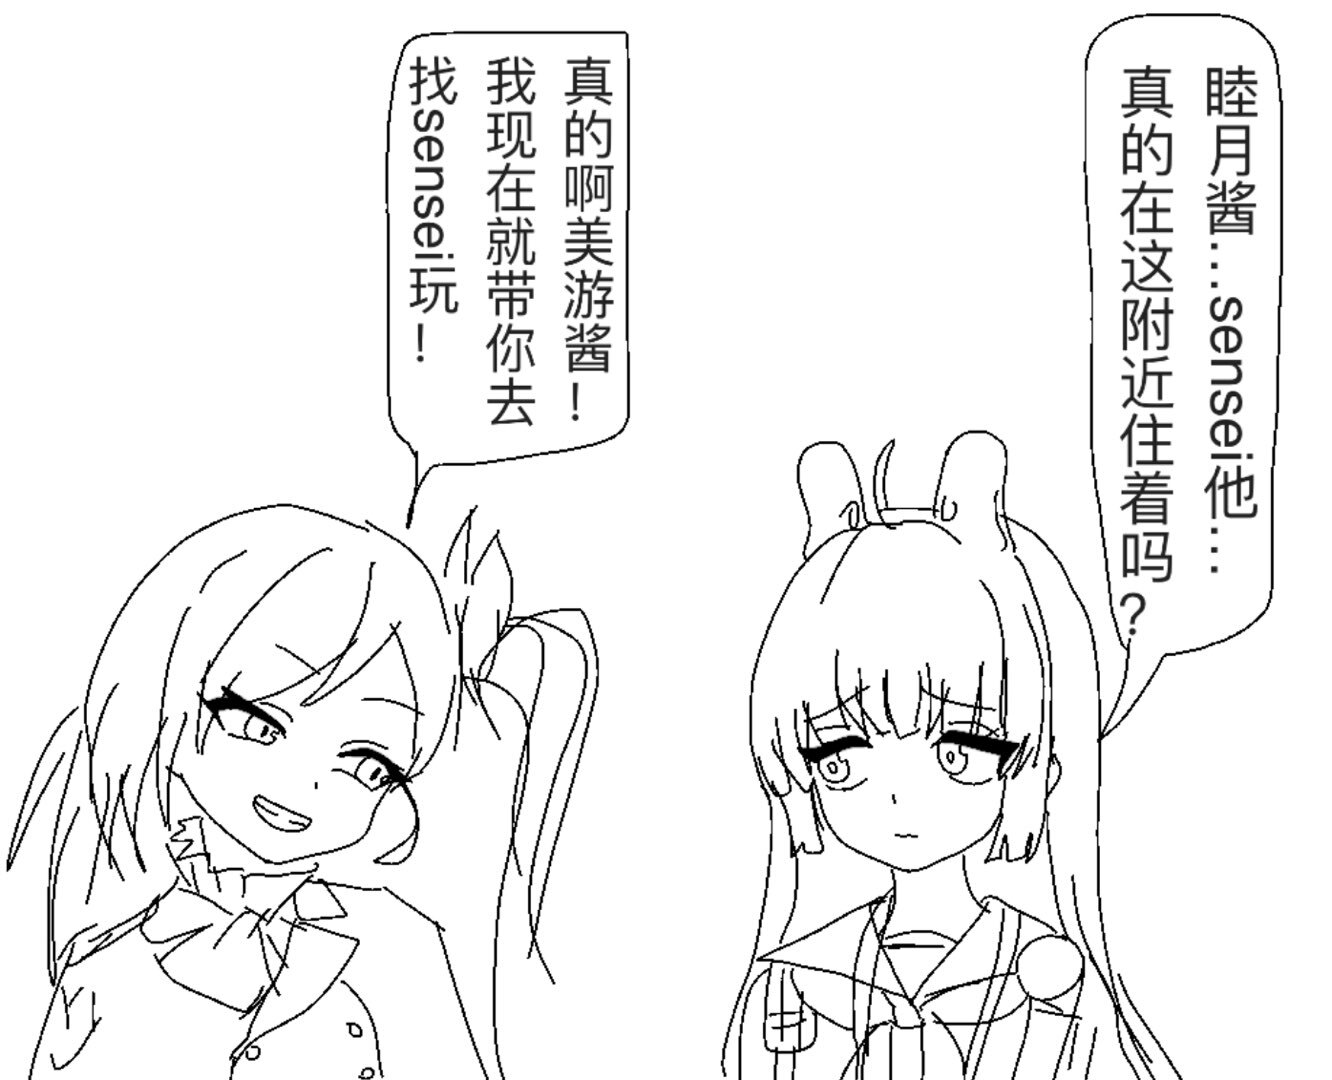 睦月酱…sensei他…
真的在这附近住着吗？
真的啊美游酱！
我现在就带你去
找sensei玩！